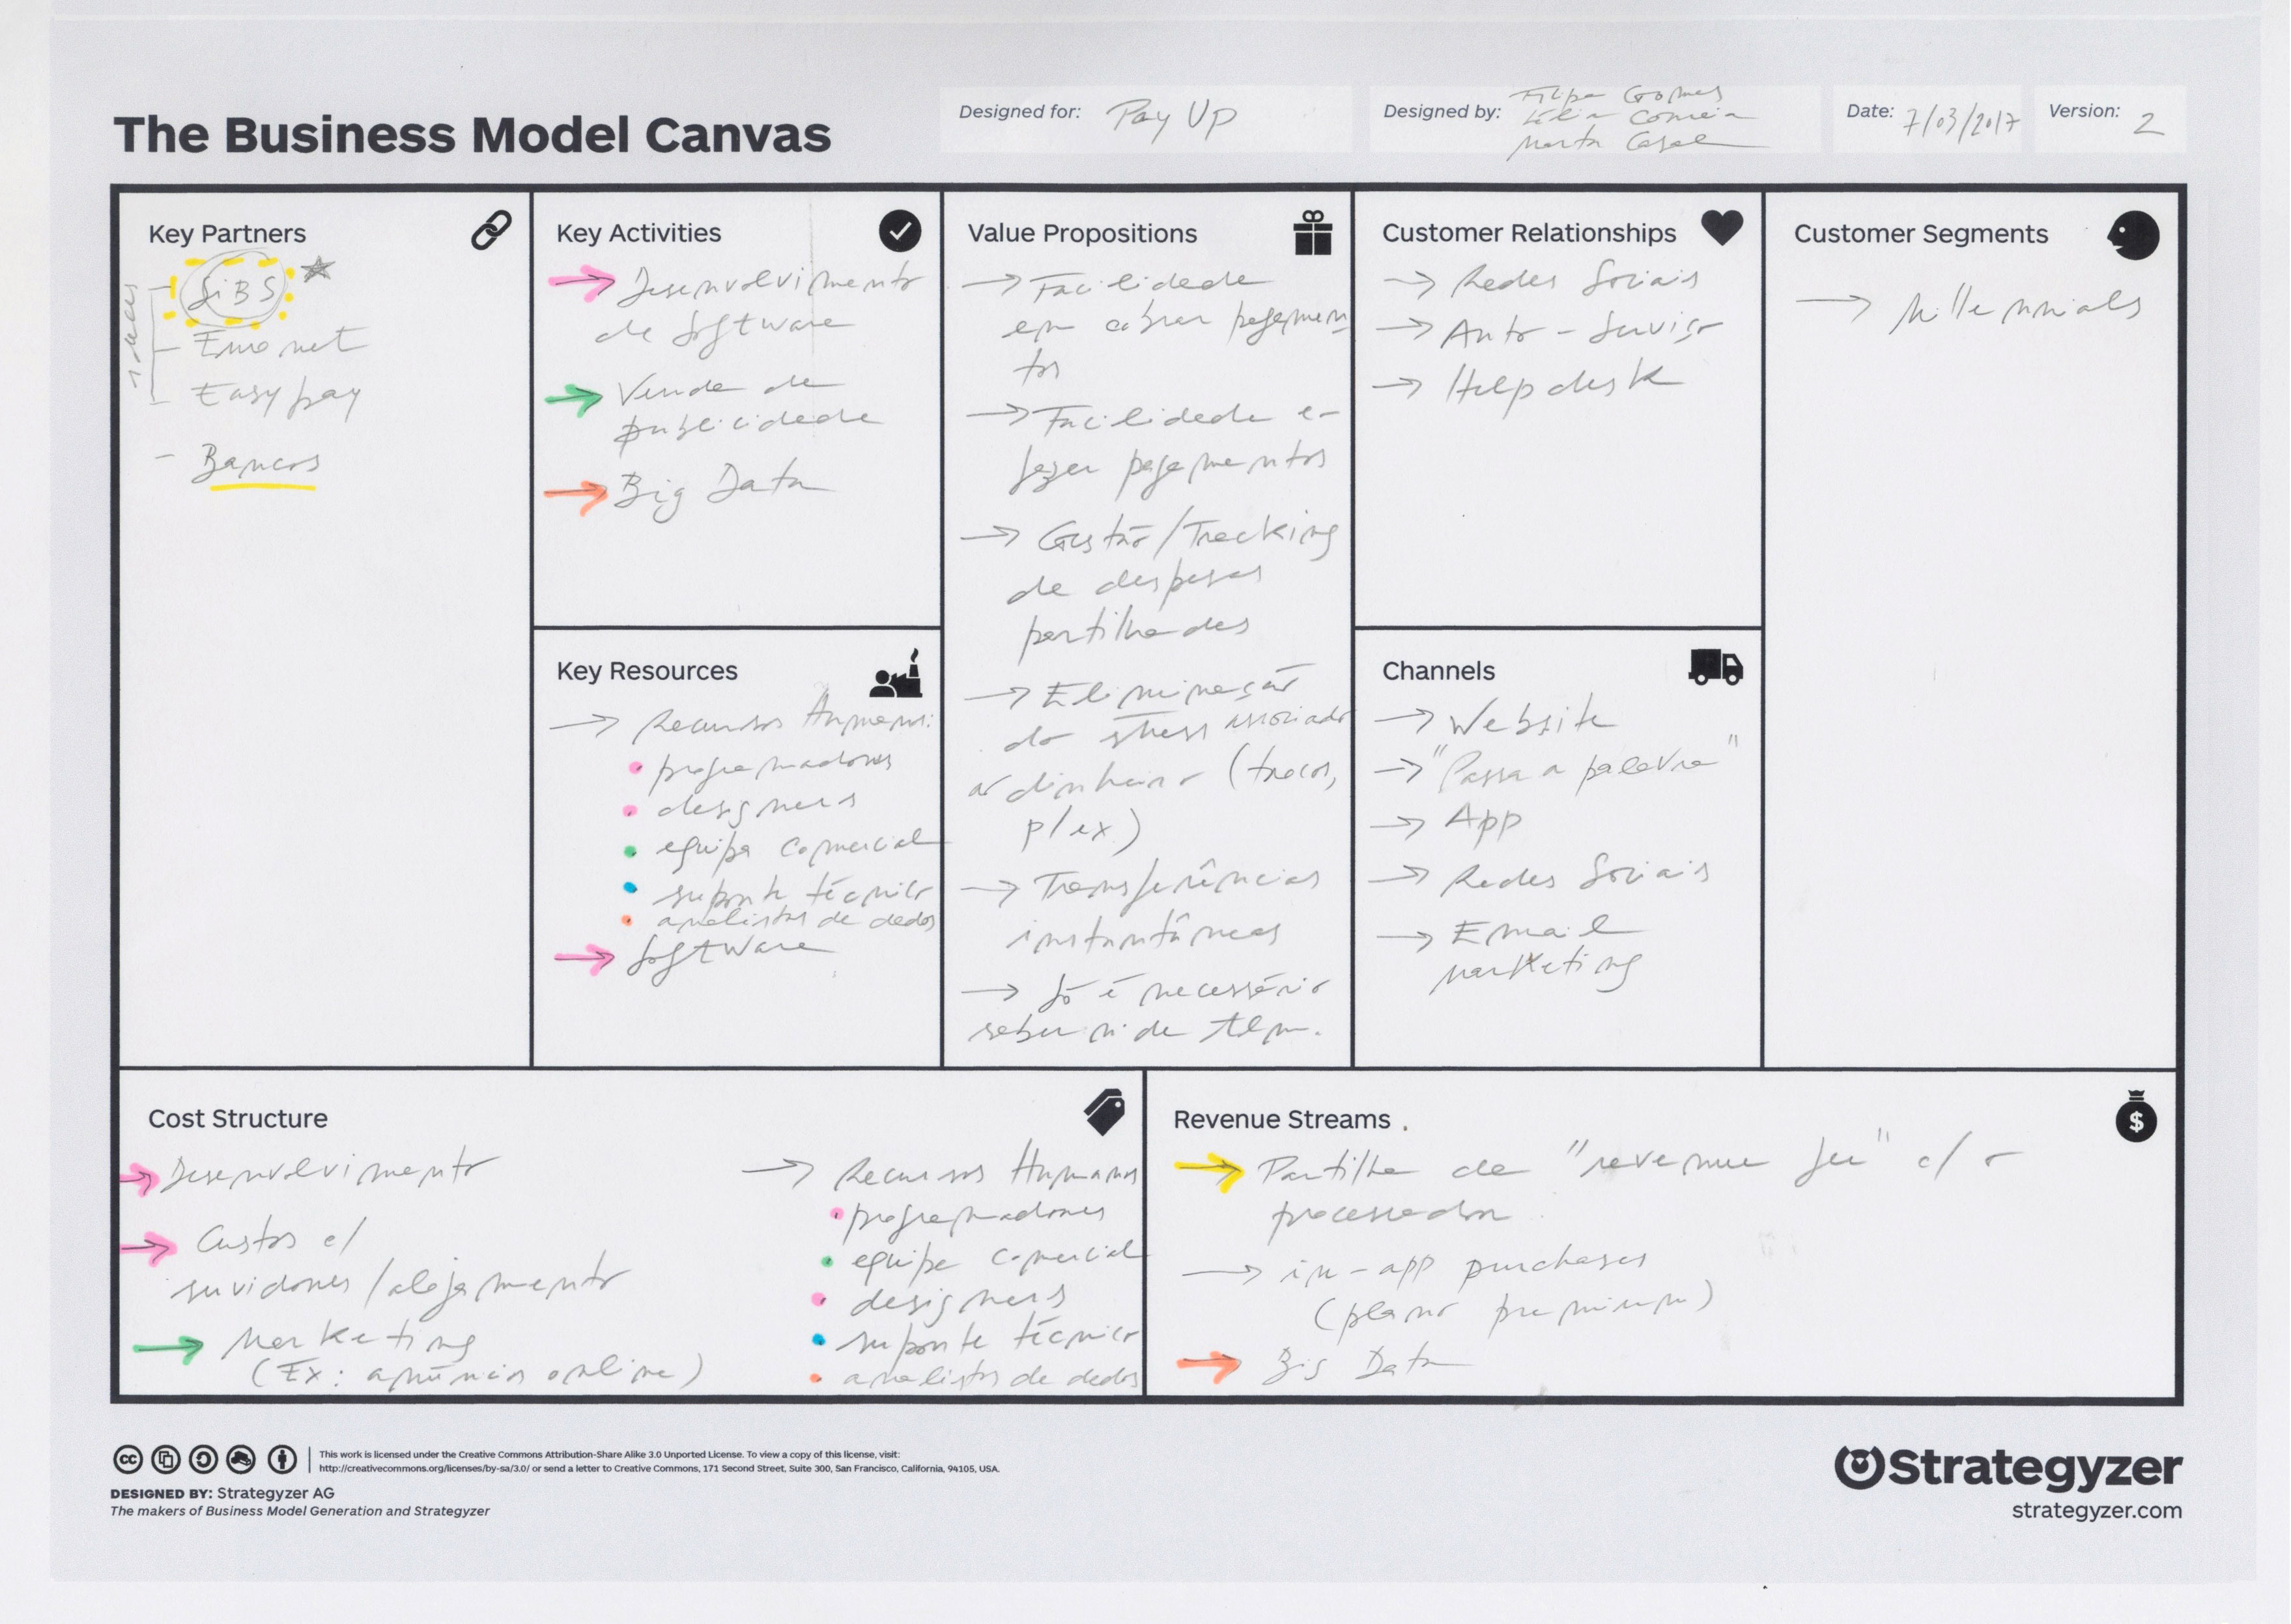 The Business Model Canvas
Designed for: Pay Up
Designed by: Filipe Gomes
Correia
Marta Casal
Date: 7/03/2017
Version: 2
Key Partners
SiBS
Euronet
Easypay
- Bancos
Key Activities
→ Desenvolvimento
de Software
→ Venda de
publicidade
→ Big Data
Key Resources
→ Recursos Humanos:
• programadores
• designers
• equipa comercial
• suporte técnico
• analistas de dados
→ Software
Value Propositions
→ Facilidade
em cobrar pagamen-
tos
→ Facilidade e-
fazer pagamentos
→ Gestão/Tracking
de despesas
partilhadas
→ Eliminação
do stress associado
ao dinheiro (trocos,
p/ex)
→ Transferências
instantâneas
→ Só é necessário
saber n. de tlm.
Customer Relationships
→ Redes Sociais
→ Auto-Serviço
→ Helpdesk
Channels
→ Website
→ "Passa a palavra"
→ App
→ Redes Sociais
→ Email
marketing
Customer Segments
→ Millennials
Cost Structure
→ Desenvolvimento
→ Custos c/
servidores/alojamento
→ Marketing
(Ex: anúncios online)
→ Recursos Humanos
• programadores
• equipa comercial
• designers
• suporte técnico
• analistas de dados
Revenue Streams
→ Partilha de "revenue fee" c/ o
processador
→ in-app purchases
(plano premium)
→ Big Data
This work is licensed under the Creative Commons Attribution-Share Alike 3.0 Unported License. To view a copy of this license, visit:
http://creativecommons.org/licenses/by-sa/3.0/ or send a letter to Creative Commons, 171 Second Street, Suite 300, San Francisco, California, 94105, USA.
DESIGNED BY: Strategyzer AG
The makers of Business Model Generation and Strategyzer
Strategyzer
strategyzer.com